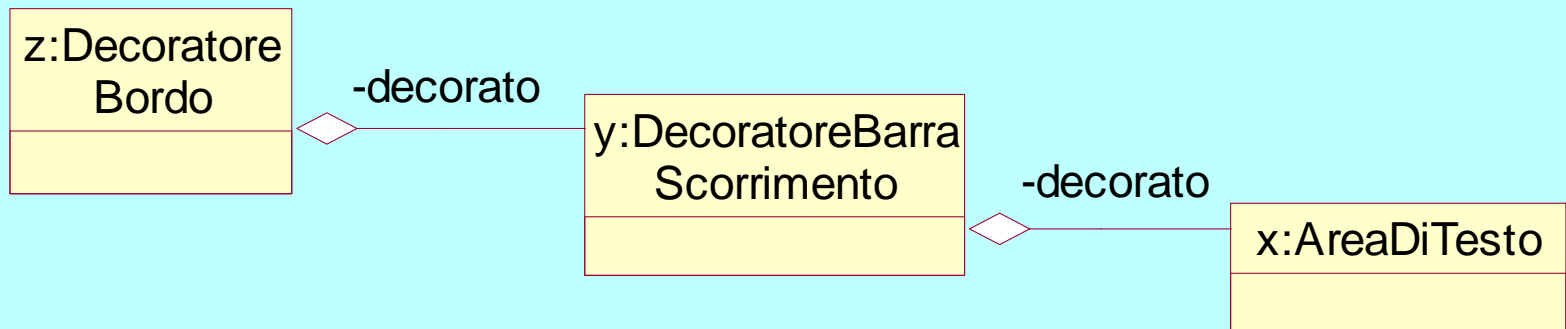 z:Decoratore
Bordo
-decorato
y:DecoratoreBarra
Scorrimento
-decorato
x:AreaDiTesto